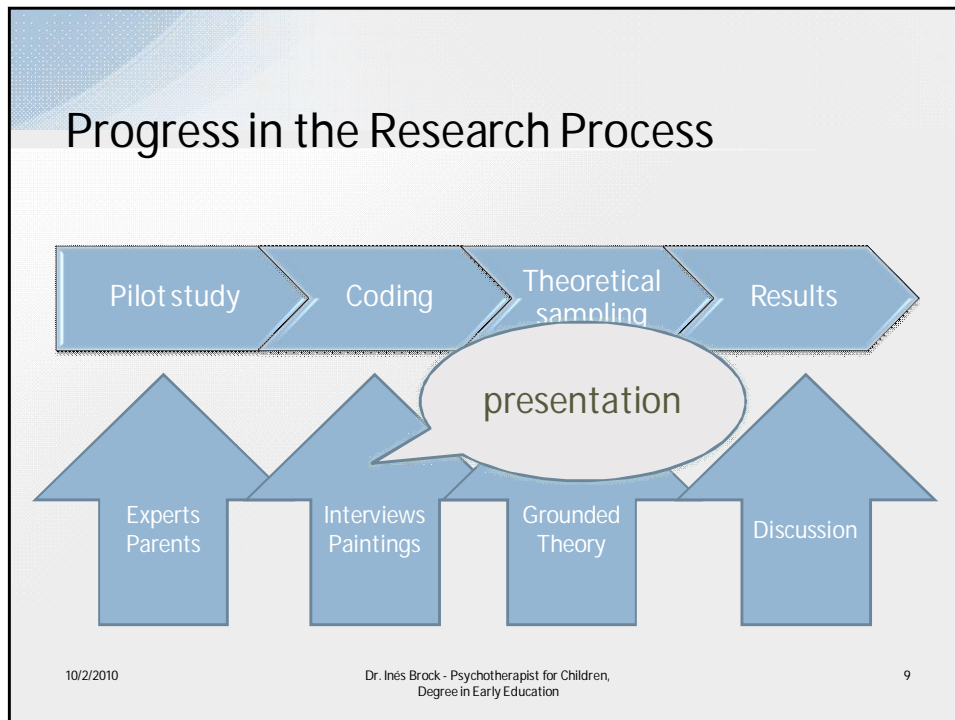 Progress in the Research Process
Pilot study
Coding
Theoretical
sampling
Results
presentation
Experts
Parents
Interviews
Paintings
Grounded
Theory
Discussion
10/2/2010
Dr. Inés Brock - Psychotherapist for Children,
Degree in Early Education
9